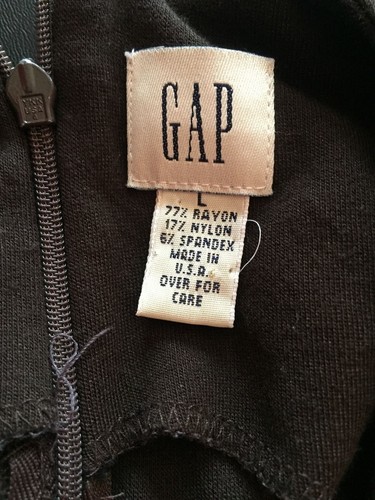 GAP
L
77% RAYON
17% NYLON
6% SPANDEX
MADE IN
U.S.A.
OVER FOR
CARE